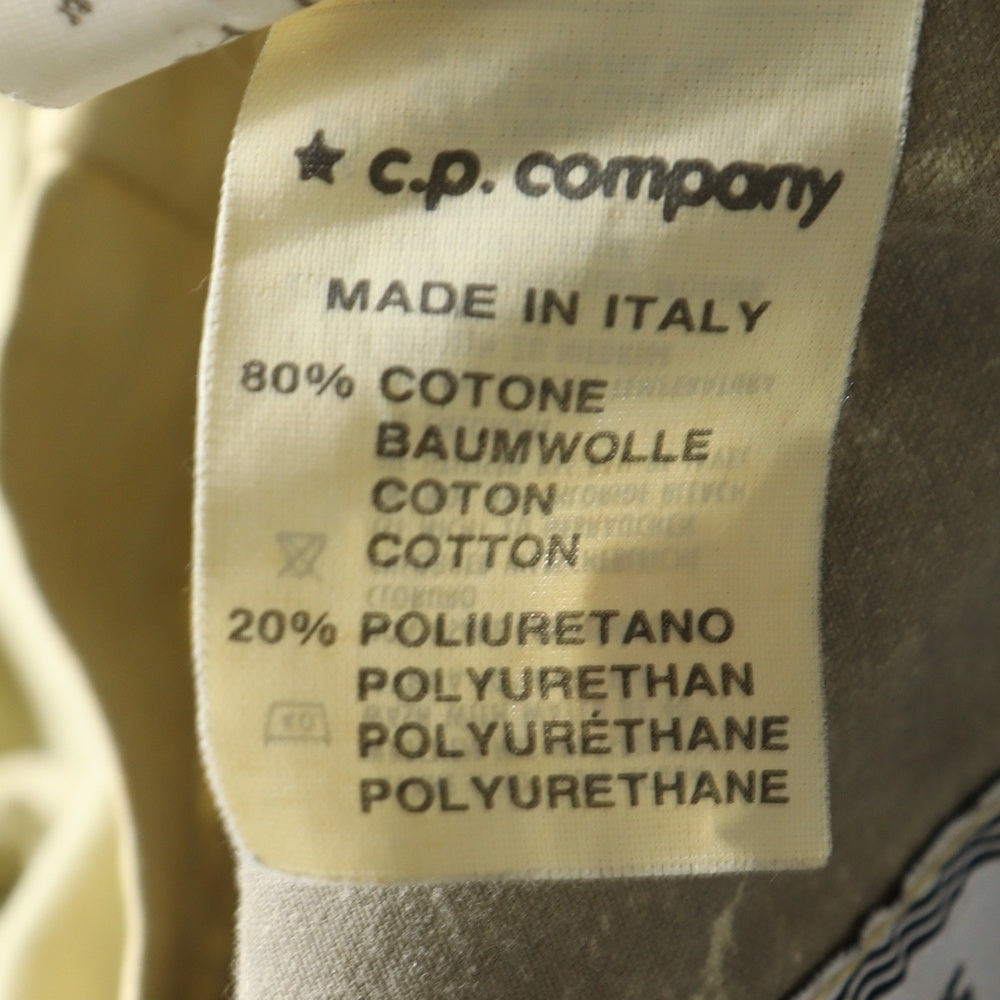 ★ c.p. company
MADE IN ITALY
80% COTONE
BAUMWOLLE
COTON
COTTON
20% POLIURETANO
POLYURETHAN
POLYURÉTHANE
POLYURETHANE